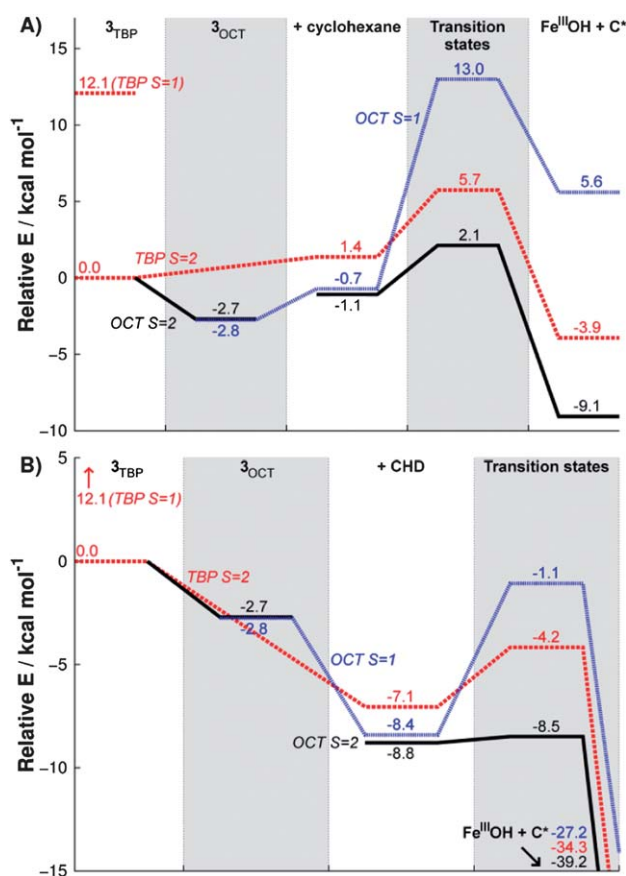 A)
3TBP 3OCT + cyclohexane Transition states FeIIIOH + C*
Relative E / kcal mol-1
15
10
5
0
-5
-10
12.1 (TBP S=1)
0.0
TBP S=2
OCT S=2
-2.7
-2.8
1.4
-0.7
-1.1
OCT S=1
13.0
5.7
2.1
5.6
-3.9
-9.1
B)
3TBP 3OCT + CHD Transition states
Relative E / kcal mol-1
5
0
-5
-10
-15
12.1 (TBP S=1)
0.0
TBP S=2
-2.7
-2.8
OCT S=1
-7.1
-8.4
OCT S=2
-8.8
-1.1
-4.2
-8.5
FeIIIOH + C* -27.2
-34.3
-39.2